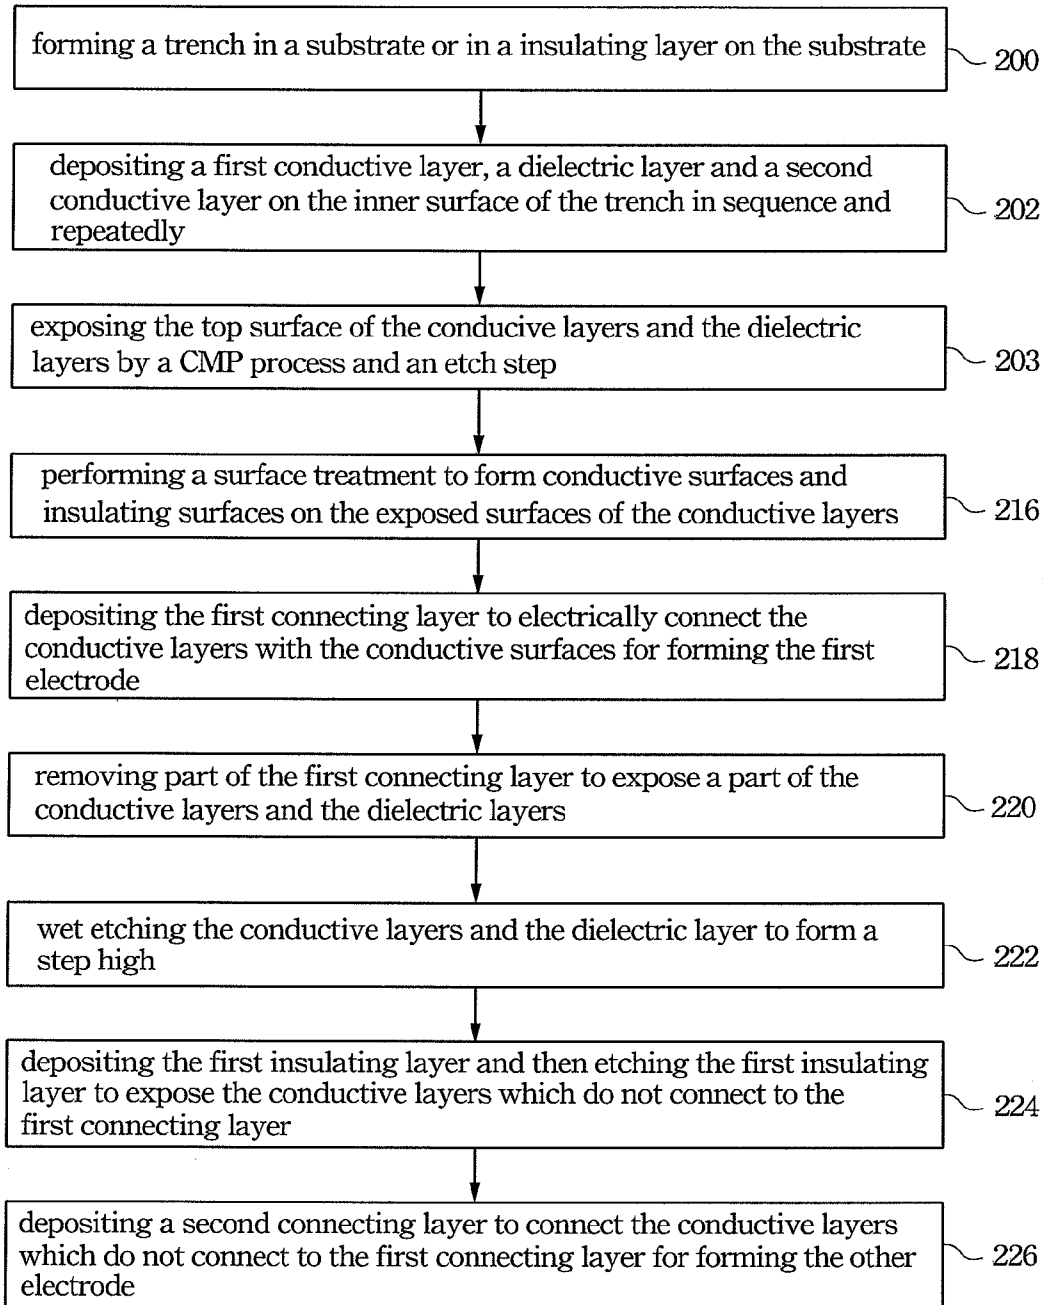 forming a trench in a substrate or in a insulating layer on the substrate
200
depositing a first conductive layer, a dielectric layer and a second
conductive layer on the inner surface of the trench in sequence and
repeatedly
202
exposing the top surface of the conducive layers and the dielectric
layers by a CMP process and an etch step
203
performing a surface treatment to form conductive surfaces and
insulating surfaces on the exposed surfaces of the conductive layers
216
depositing the first connecting layer to electrically connect the
conductive layers with the conductive surfaces for forming the first
electrode
218
removing part of the first connecting layer to expose a part of the
conductive layers and the dielectric layers
220
wet etching the conductive layers and the dielectric layer to form a
step high
222
depositing the first insulating layer and then etching the first insulating
layer to expose the conductive layers which do not connect to the
first connecting layer
224
depositing a second connecting layer to connect the conductive layers
which do not connect to the first connecting layer for forming the other
electrode
226